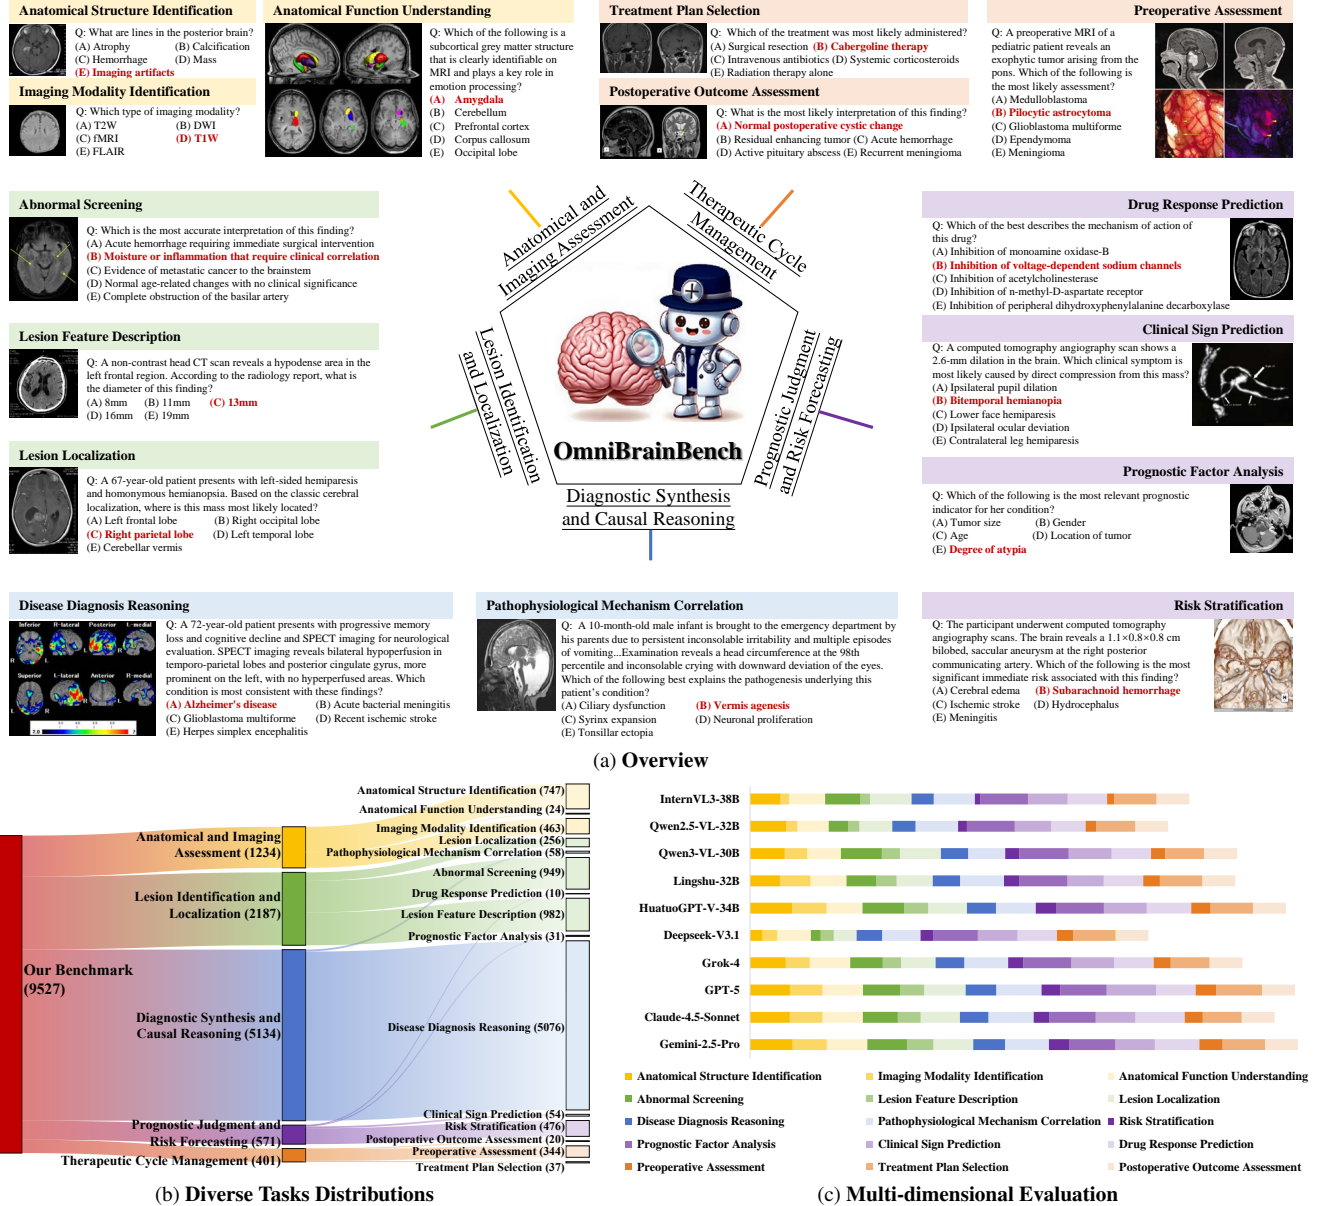 Anatomical Structure Identification
Q: What are lines in the posterior brain?
(A) Atrophy (B) Calcification
(C) Hemorrhage (D) Mass
(E) Imaging artifacts
Imaging Modality Identification
Q: Which type of imaging modality?
(A) T2W (B) DWI
(C) fMRI (D) T1W
(E) FLAIR
Anatomical Function Understanding
Q: Which of the following is a
subcortical grey matter structure
that is clearly identifiable on
MRI and plays a key role in
emotion processing?
(A) Amygdala
(B) Cerebellum
(C) Prefrontal cortex
(D) Corpus callosum
(E) Occipital lobe
Treatment Plan Selection
Q: Which of the treatment was most likely administered?
(A) Surgical resection (B) Cabergoline therapy
(C) Intravenous antibiotics (D) Systemic corticosteroids
(E) Radiation therapy alone
Postoperative Outcome Assessment
Q: What is the most likely interpretation of this finding?
(A) Normal postoperative cystic change
(B) Residual enhancing tumor (C) Acute hemorrhage
(D) Active pituitary abscess (E) Recurrent meningioma
Preoperative Assessment
Q: A preoperative MRI of a
pediatric patient reveals an
exophytic tumor arising from the
pons. Which of the following is
the most likely assessment?
(A) Medulloblastoma
(B) Pilocytic astrocytoma
(C) Glioblastoma multiforme
(D) Ependymoma
(E) Meningioma
Abnormal Screening
Q: Which is the most accurate interpretation of this finding?
(A) Acute hemorrhage requiring immediate surgical intervention
(B) Moisture or inflammation that require clinical correlation
(C) Evidence of metastatic cancer to the brainstem
(D) Normal age-related changes with no clinical significance
(E) Complete obstruction of the basilar artery
Lesion Feature Description
Q: A non-contrast head CT scan reveals a hypodense area in the
left frontal region. According to the radiology report, what is
the diameter of this finding?
(A) 8mm (B) 11mm (C) 13mm
(D) 16mm (E) 19mm
Lesion Localization
Q: A 67-year-old patient presents with left-sided hemiparesis
and homonymous hemianopsia. Based on the classic cerebral
localization, where is this mass most likely located?
(A) Left frontal lobe (B) Right occipital lobe
(C) Right parietal lobe (D) Left temporal lobe
(E) Cerebellar vermis
Anatomical and
Imaging Assessment
Therapeutic Cycle
Management
Lesion Identification
and Localization
Prognostic Judgment
and Risk Forecasting
OmniBrainBench
Diagnostic Synthesis
and Causal Reasoning
Drug Response Prediction
Q: Which of the best describes the mechanism of action of
this drug?
(A) Inhibition of monoamine oxidase-B
(B) Inhibition of voltage-dependent sodium channels
(C) Inhibition of acetylcholinesterase
(D) Inhibition of n-methyl-D-aspartate receptor
(E) Inhibition of peripheral dihydroxyphenylalanine decarboxylase
Clinical Sign Prediction
Q: A computed tomography angiography scan shows a
2.6-mm dilation in the brain. Which clinical symptom is
most likely caused by direct compression from this mass?
(A) Ipsilateral pupil dilation
(B) Bitemporal hemianopia
(C) Lower face hemiparesis
(D) Ipsilateral ocular deviation
(E) Contralateral leg hemiparesis
Prognostic Factor Analysis
Q: Which of the following is the most relevant prognostic
indicator for her condition?
(A) Tumor size (B) Gender
(C) Age (D) Location of tumor
(E) Degree of atypia
Disease Diagnosis Reasoning
Inferior R-lateral Posterior L-medial
R L
Superior L-lateral Anterior R-medial
L R R L
Q: A 72-year-old patient presents with progressive memory
loss and cognitive decline and SPECT imaging for neurological
evaluation. SPECT imaging reveals bilateral hypoperfusion in
temporo-parietal lobes and posterior cingulate gyrus, more
prominent on the left, with no hyperperfused areas. Which
condition is most consistent with these findings?
(A) Alzheimer's disease (B) Acute bacterial meningitis
(C) Glioblastoma multiforme (D) Recent ischemic stroke
(E) Herpes simplex encephalitis
Pathophysiological Mechanism Correlation
Q: A 10-month-old male infant is brought to the emergency department by
his parents due to persistent inconsolable irritability and multiple episodes
of vomiting...Examination reveals a head circumference at the 98th
percentile and inconsolable crying with downward deviation of the eyes.
Which of the following best explains the pathogenesis underlying this
patient's condition?
(A) Ciliary dysfunction (B) Vermis agenesis
(C) Syrinx expansion (D) Neuronal proliferation
(E) Tonsillar ectopia
Risk Stratification
Q: The participant underwent computed tomography
angiography scans. The brain reveals a 1.1×0.8×0.8 cm
bilobed, saccular aneurysm at the right posterior
communicating artery. Which of the following is the most
significant immediate risk associated with this finding?
(A) Cerebral edema (B) Subarachnoid hemorrhage
(C) Ischemic stroke (D) Hydrocephalus
(E) Meningitis
(a) Overview
Our Benchmark
(9527)
Anatomical and Imaging
Assessment (1234)
Lesion Identification and
Localization (2187)
Diagnostic Synthesis and
Causal Reasoning (5134)
Prognostic Judgment and
Risk Forecasting (571)
Therapeutic Cycle Management (401)
Anatomical Structure Identification (747)
Anatomical Function Understanding (24)
Imaging Modality Identification (463)
Lesion Localization (256)
Pathophysiological Mechanism Correlation (58)
Abnormal Screening (949)
Drug Response Prediction (10)
Lesion Feature Description (982)
Prognostic Factor Analysis (31)
Disease Diagnosis Reasoning (5076)
Clinical Sign Prediction (54)
Risk Stratification (476)
Postoperative Outcome Assessment (20)
Preoperative Assessment (344)
Treatment Plan Selection (37)
(b) Diverse Tasks Distributions
InternVL3-38B
Qwen2.5-VL-32B
Qwen3-VL-30B
Lingshu-32B
HuatuoGPT-V-34B
Deepseek-V3.1
Grok-4
GPT-5
Claude-4.5-Sonnet
Gemini-2.5-Pro
Anatomical Structure Identification Imaging Modality Identification Anatomical Function Understanding
Abnormal Screening Lesion Feature Description Lesion Localization
Disease Diagnosis Reasoning Pathophysiological Mechanism Correlation Risk Stratification
Prognostic Factor Analysis Clinical Sign Prediction Drug Response Prediction
Preoperative Assessment Treatment Plan Selection Postoperative Outcome Assessment
(c) Multi-dimensional Evaluation